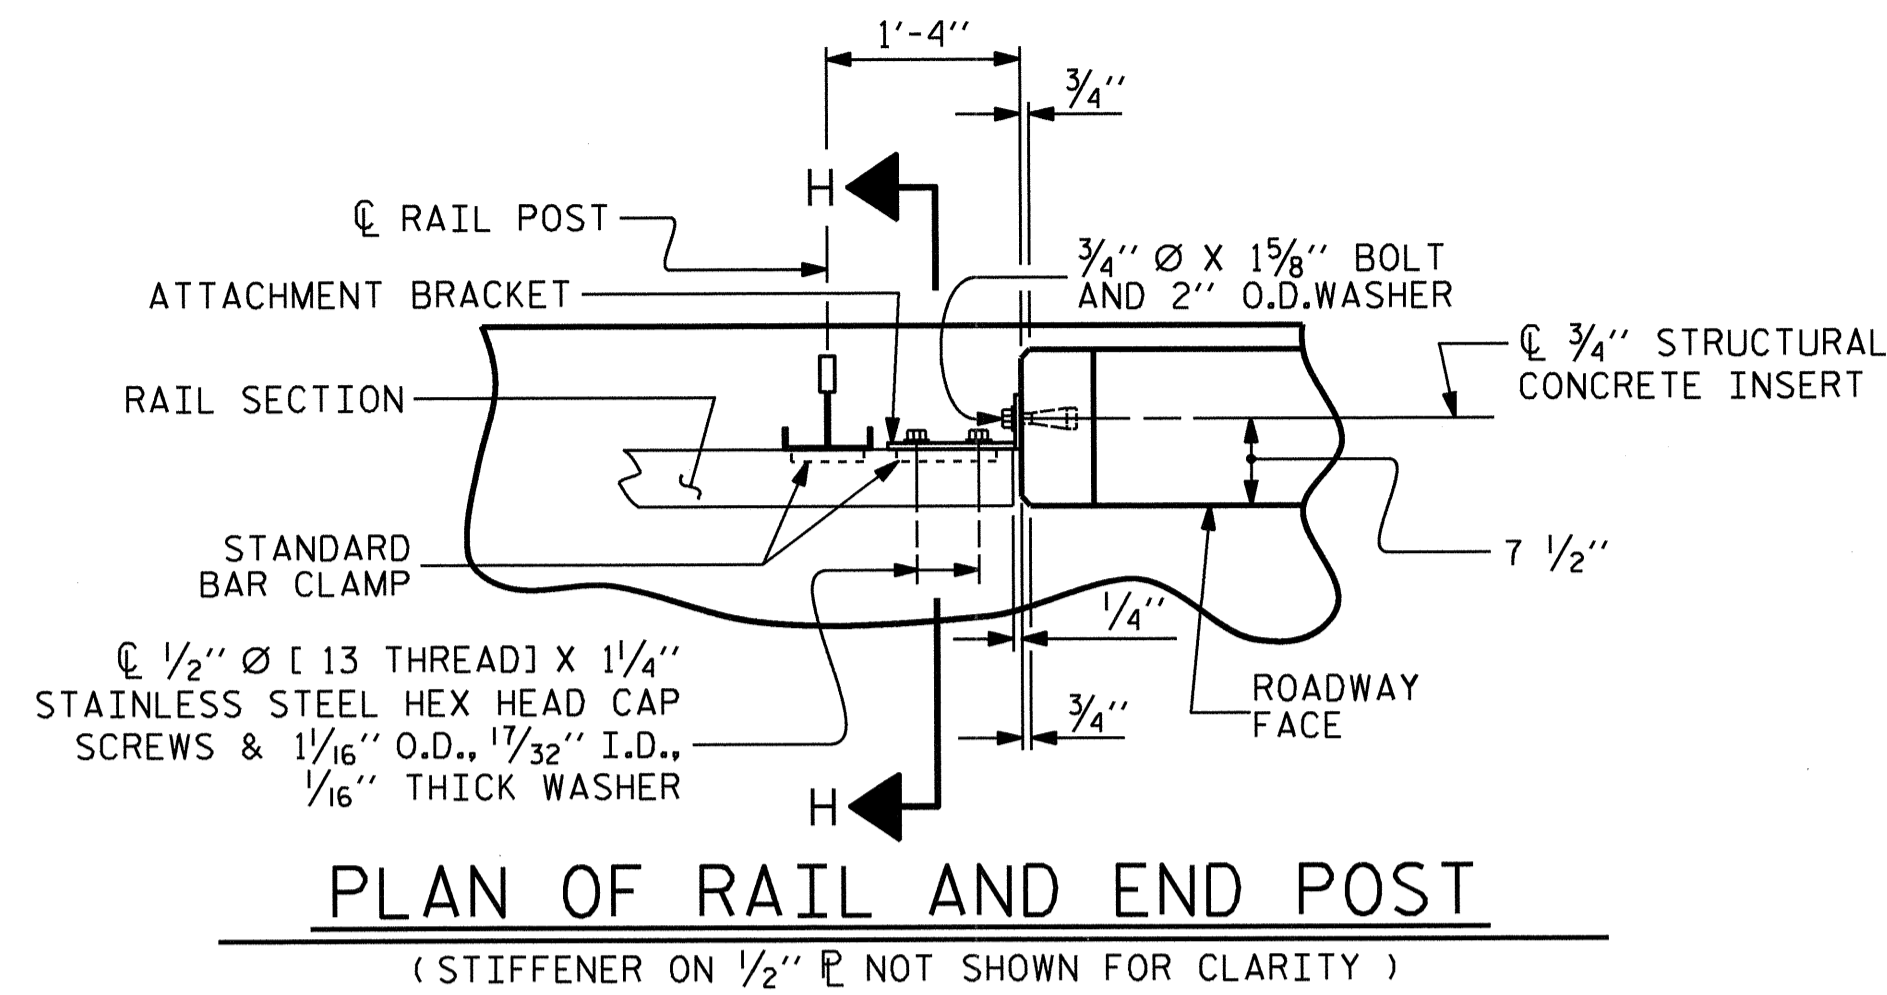 1'-4"
3/4"
H
℄ RAIL POST
ATTACHMENT BRACKET
3/4" Ø X 1 5/8" BOLT
AND 2" O.D. WASHER
℄ 3/4" STRUCTURAL
CONCRETE INSERT
RAIL SECTION
STANDARD
BAR CLAMP
7 1/2"
1/4"
℄ 1/2" Ø [ 13 THREAD] X 1 1/4"
STAINLESS STEEL HEX HEAD CAP
SCREWS & 1 1/16" O.D., 17/32" I.D.,
1/16" THICK WASHER
ROADWAY
FACE
3/4"
H
PLAN OF RAIL AND END POST
( STIFFENER ON 1/2" ⅊ NOT SHOWN FOR CLARITY )